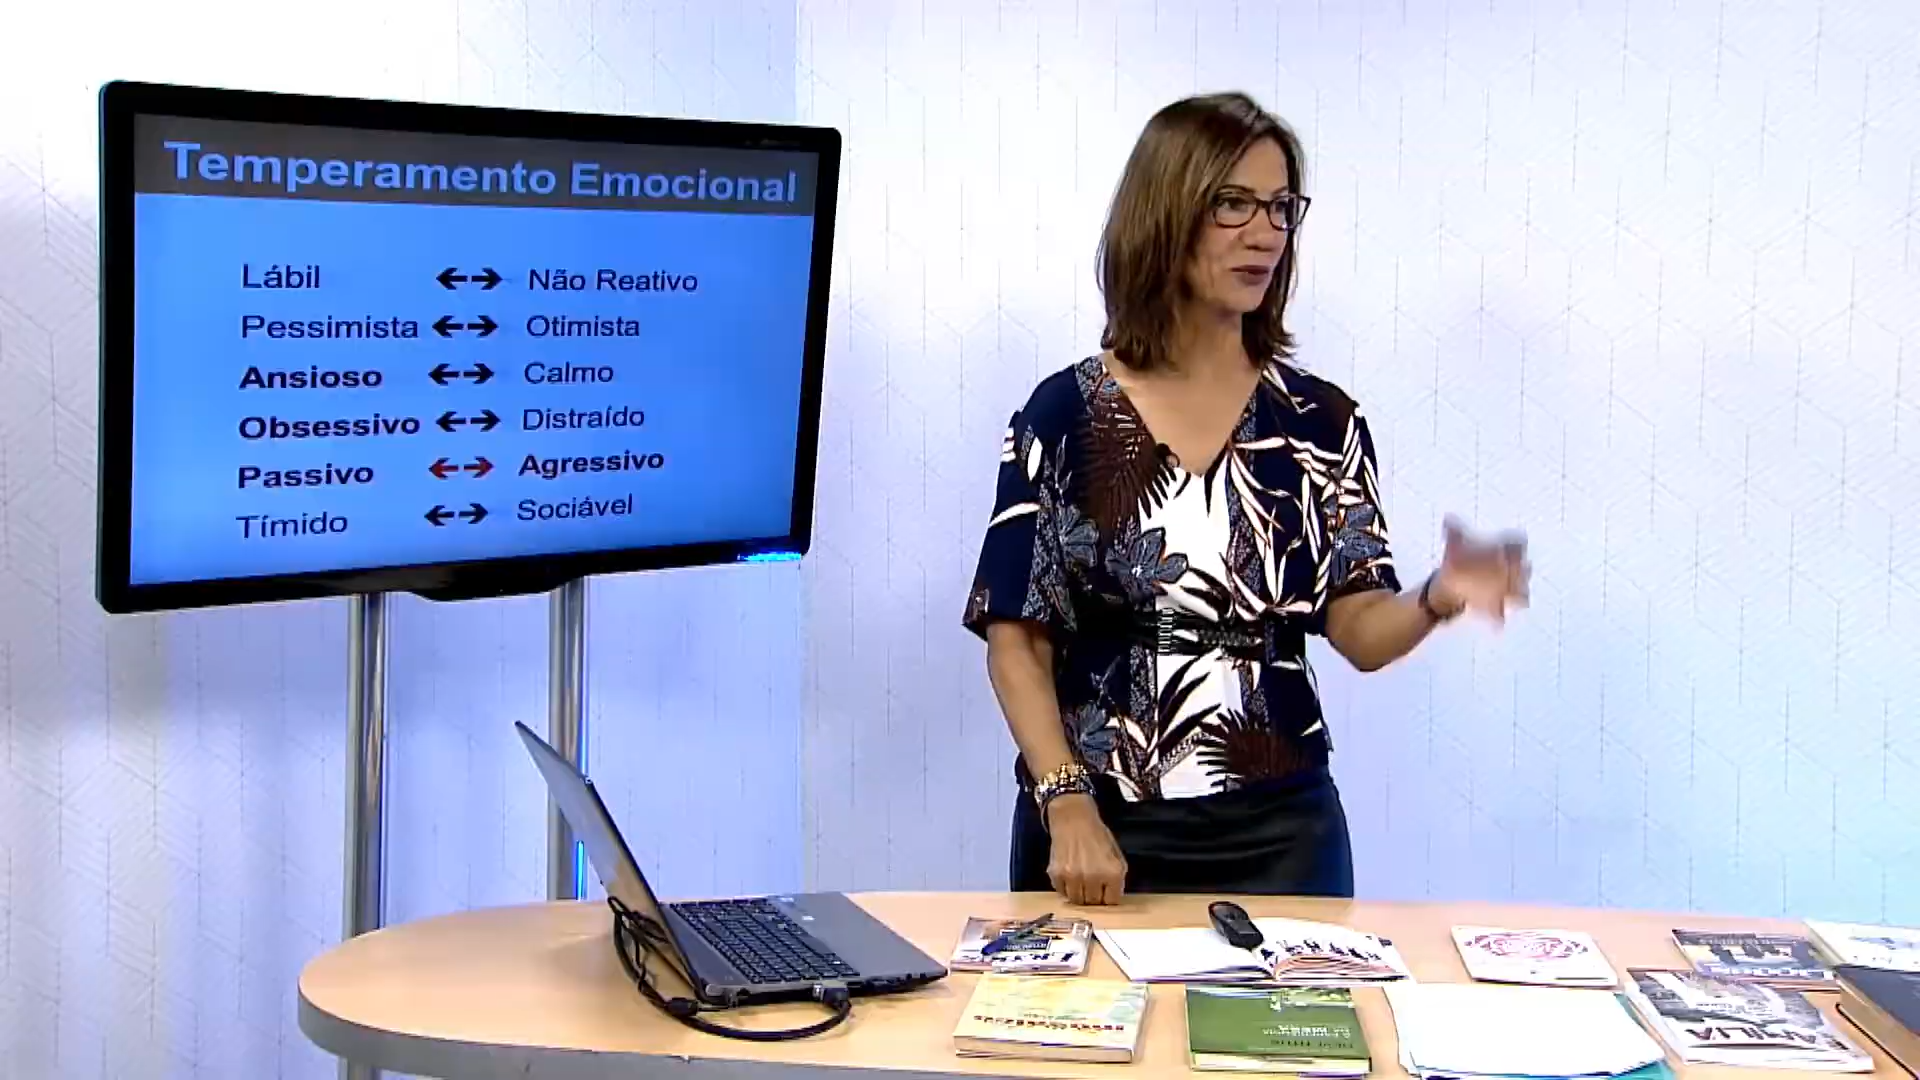 Temperamento Emocional
Lábil ←→ Não Reativo
Pessimista ←→ Otimista
Ansioso ←→ Calmo
Obsessivo ←→ Distraído
Passivo ←→ Agressivo
Tímido ←→ Sociável